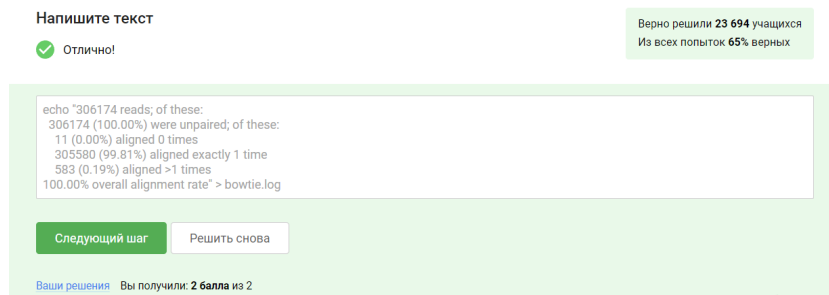 Напишите текст
Отлично!
Верно решили 23 694 учащихся
Из всех попыток 65% верных
echo "306174 reads; of these:
306174 (100.00%) were unpaired; of these:
11 (0.00%) aligned 0 times
305580 (99.81%) aligned exactly 1 time
583 (0.19%) aligned >1 times
100.00% overall alignment rate" > bowtie.log
Следующий шаг
Решить снова
Ваши решения Вы получили: 2 балла из 2